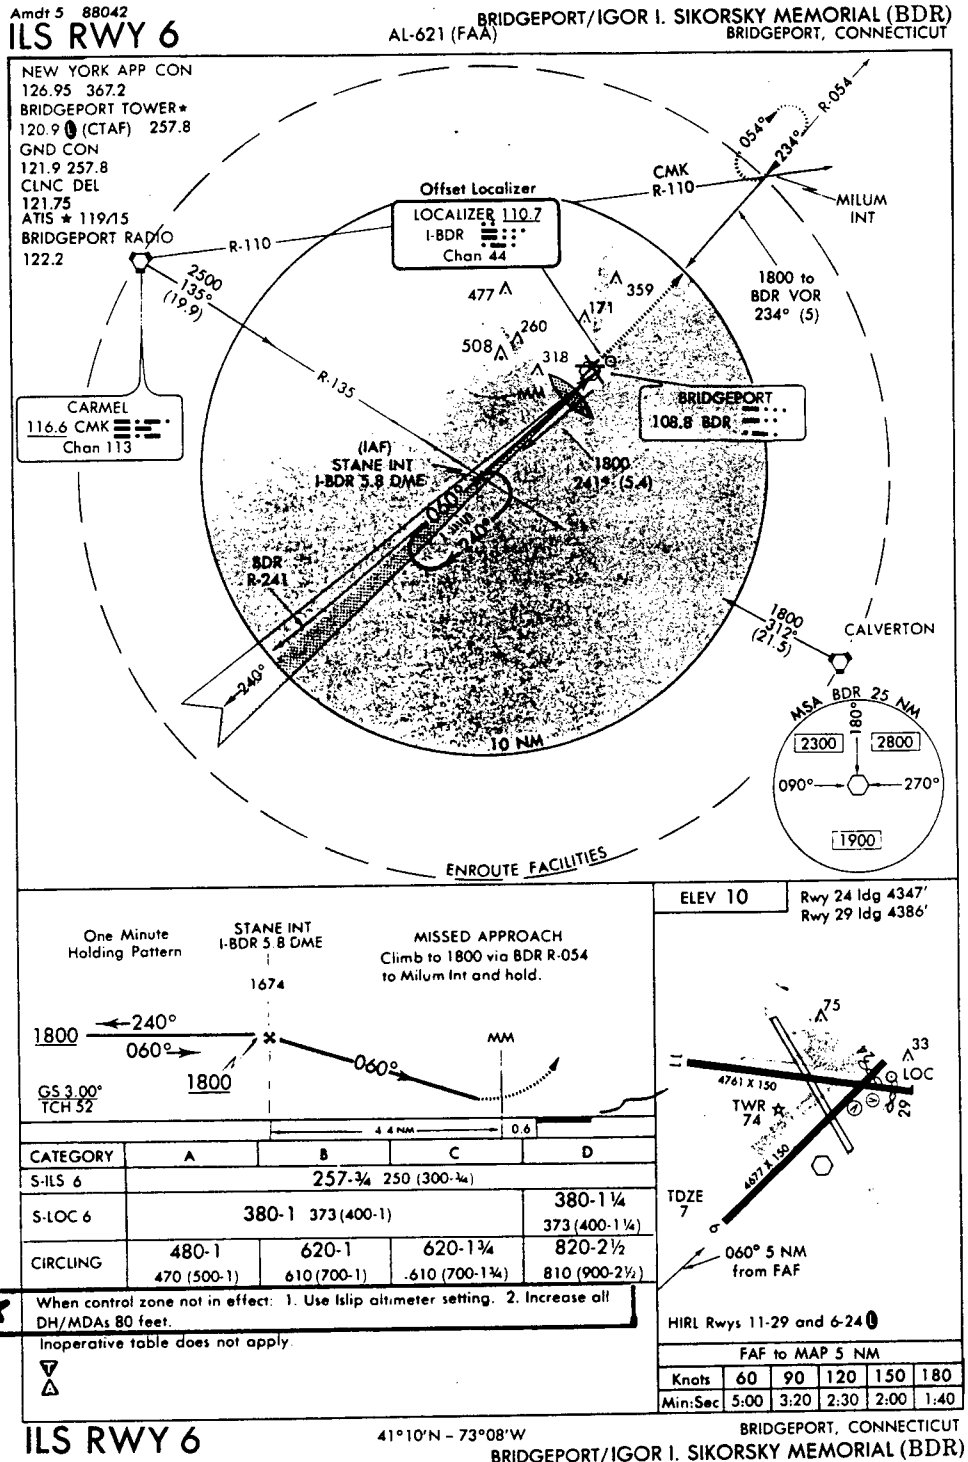 Amdt 5 88042
ILS RWY 6
AL-621 (FAA)
BRIDGEPORT/IGOR I. SIKORSKY MEMORIAL (BDR)
BRIDGEPORT, CONNECTICUT
NEW YORK APP CON
126.95 367.2
BRIDGEPORT TOWER★
120.9 L (CTAF) 257.8
GND CON
121.9 257.8
CLNC DEL
121.75
ATIS ★ 119.15
BRIDGEPORT RADIO
122.2
R-054
054°
234°
CMK
R-110
MILUM
INT
Offset Localizer
LOCALIZER 110.7
I-BDR
Chan 44
R-110
2500
135°
(19.9)
1800 to
BDR VOR
234° (5)
477
359
171
260
508
318
R-135
MM
CARMEL
116.6 CMK
Chan 113
BRIDGEPORT
108.8 BDR
(IAF)
STANE INT
I-BDR 5.8 DME
1800
241° (5.4)
060°
1 MIN
240°
BDR
R-241
240°
1800
312°
(21.5)
CALVERTON
10 NM
MSA BDR 25 NM
180°
2300
2800
090°
270°
1900
ENROUTE FACILITIES
One Minute
Holding Pattern
STANE INT
I-BDR 5.8 DME
1674
MISSED APPROACH
Climb to 1800 via BDR R-054
to Milum Int and hold.
1800
240°
060°
1800
060°
MM
GS 3.00°
TCH 52
4.4 NM
0.6
ELEV 10
Rwy 24 ldg 4347'
Rwy 29 ldg 4386'
75
33
LOC
11
4761 X 150
24
29
TWR
74
4677 X 150
TDZE
7
6
060° 5 NM
from FAF
HIRL Rwys 11-29 and 6-24 L
CATEGORY A B C D
S-ILS 6 257-¾ 250 (300-¾)
S-LOC 6 380-1 373 (400-1) 380-1¼
373 (400-1¼)
CIRCLING 480-1 620-1 620-1¾ 820-2½
470 (500-1) 610 (700-1) 610 (700-1¾) 810 (900-2½)
When control zone not in effect: 1. Use Islip altimeter setting. 2. Increase all
DH/MDAs 80 feet.
Inoperative table does not apply.
T
A
FAF to MAP 5 NM
Knots 60 90 120 150 180
Min:Sec 5:00 3:20 2:30 2:00 1:40
ILS RWY 6
41°10'N – 73°08'W
BRIDGEPORT, CONNECTICUT
BRIDGEPORT/IGOR I. SIKORSKY MEMORIAL (BDR)